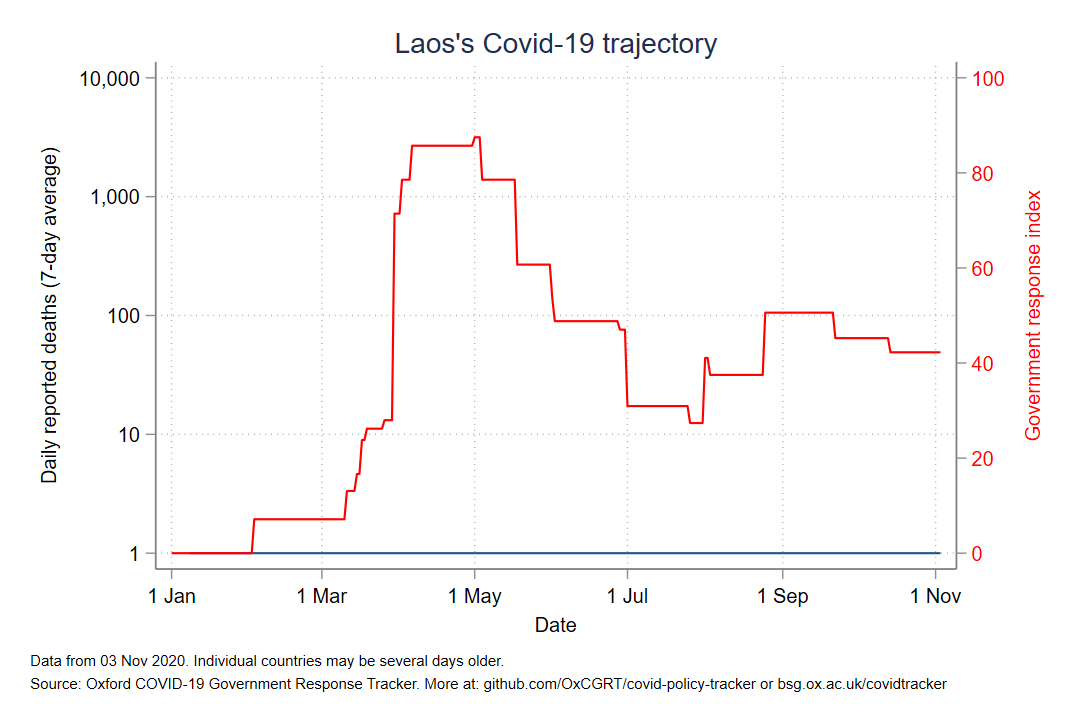 Laos's Covid-19 trajectory
Daily reported deaths (7-day average)
10,000
1,000
100
10
1
100
80
60
40
20
0
Government response index
1 Jan 1 Mar 1 May 1 Jul 1 Sep 1 Nov
Date
Data from 03 Nov 2020. Individual countries may be several days older.
Source: Oxford COVID-19 Government Response Tracker. More at: github.com/OxCGRT/covid-policy-tracker or bsg.ox.ac.uk/covidtracker